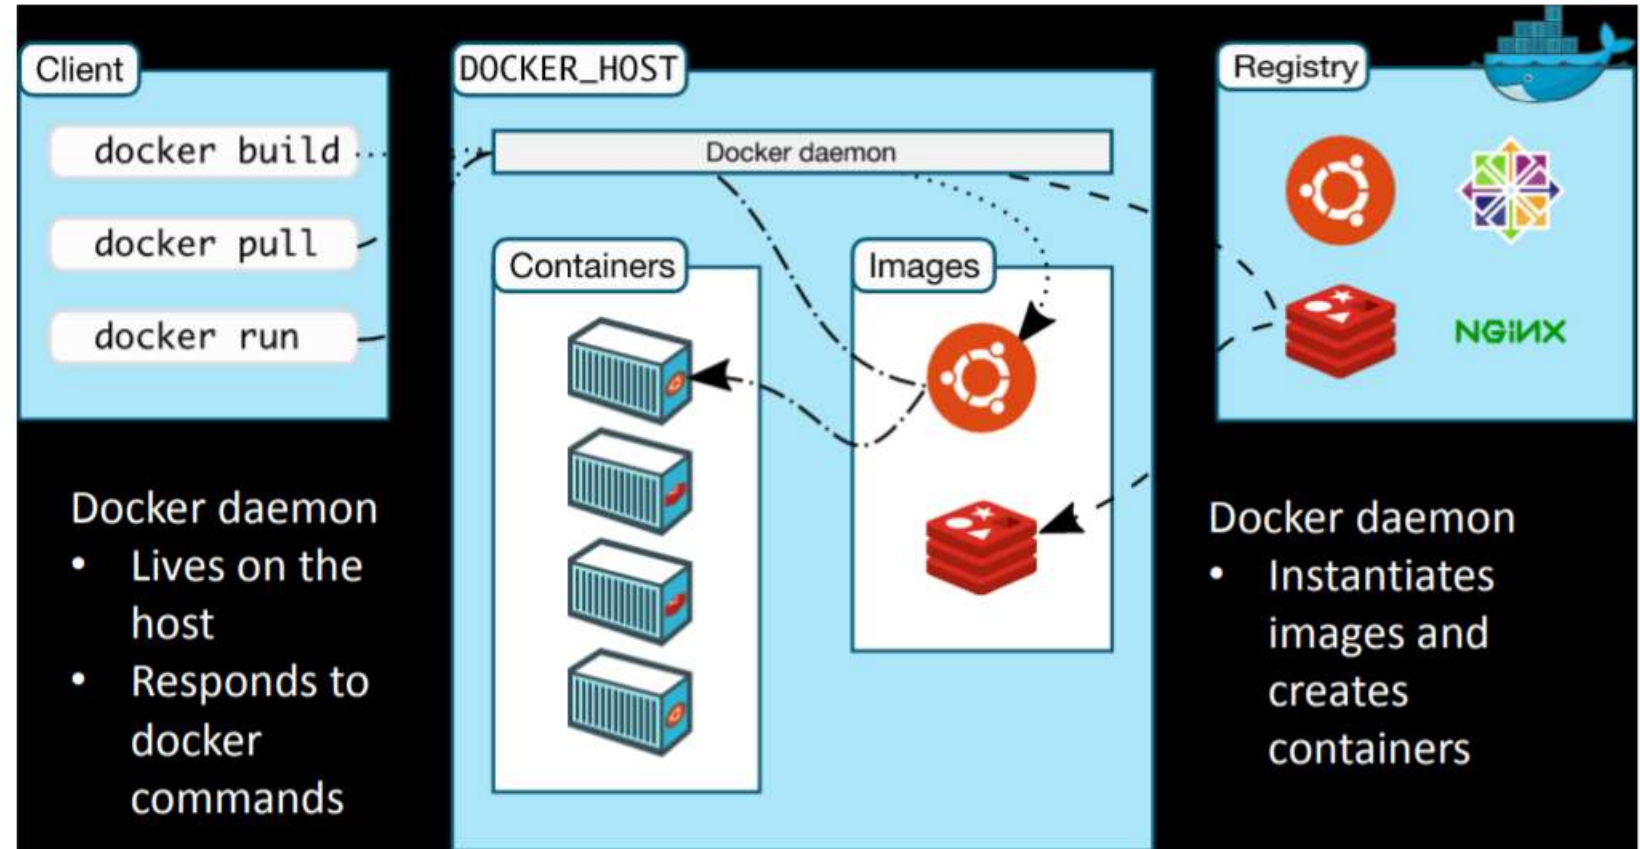 Client
docker build
docker pull
docker run
DOCKER_HOST
Docker daemon
Containers
Images
Registry
NGiNX
Docker daemon
• Lives on the
host
• Responds to
docker
commands
Docker daemon
• Instantiates
images and
creates
containers